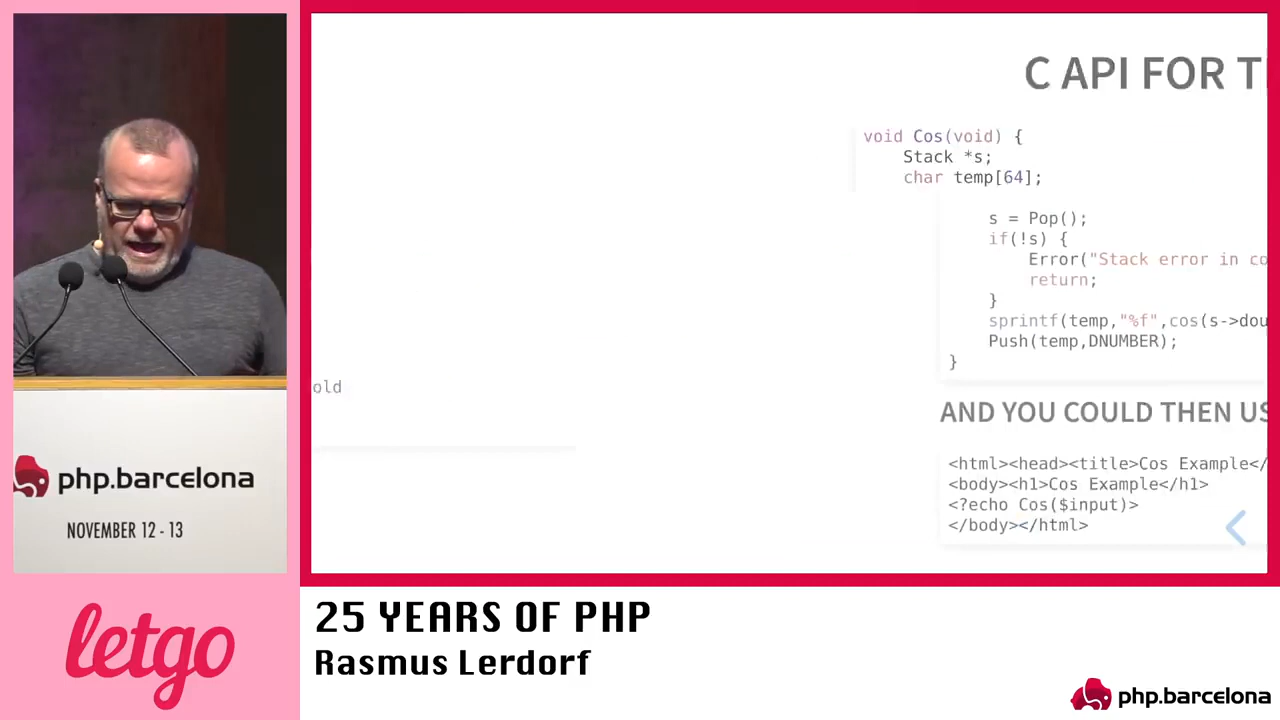 php.barcelona
NOVEMBER 12 - 13
letgo
C API FOR T
void Cos(void) {
Stack *s;
char temp[64];
s = Pop();
if(!s) {
Error("Stack error in co
return;
}
sprintf(temp,"%f",cos(s->dou
Push(temp,DNUMBER);
}
old
AND YOU COULD THEN US
<html><head><title>Cos Example</
<body><h1>Cos Example</h1>
<?echo Cos($input)>
</body></html>
25 YEARS OF PHP
Rasmus Lerdorf
php.barcelona